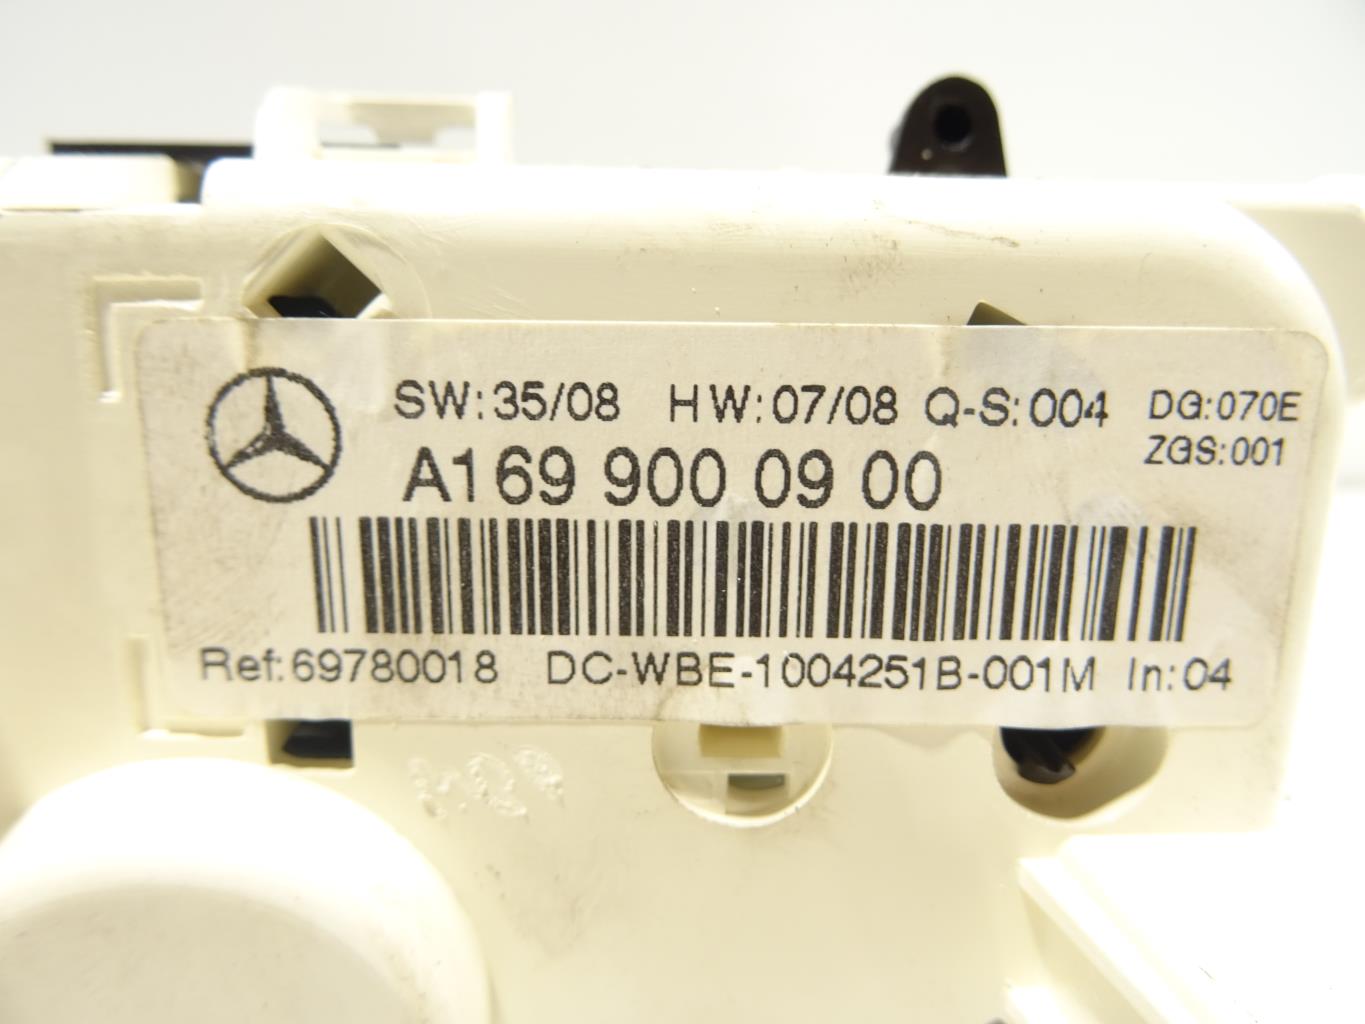 SW:35/08 HW:07/08 Q-S:004 DG:070E
ZGS:001
A169 900 09 00
Ref:69780018 DC-WBE-1004251B-001M In:04